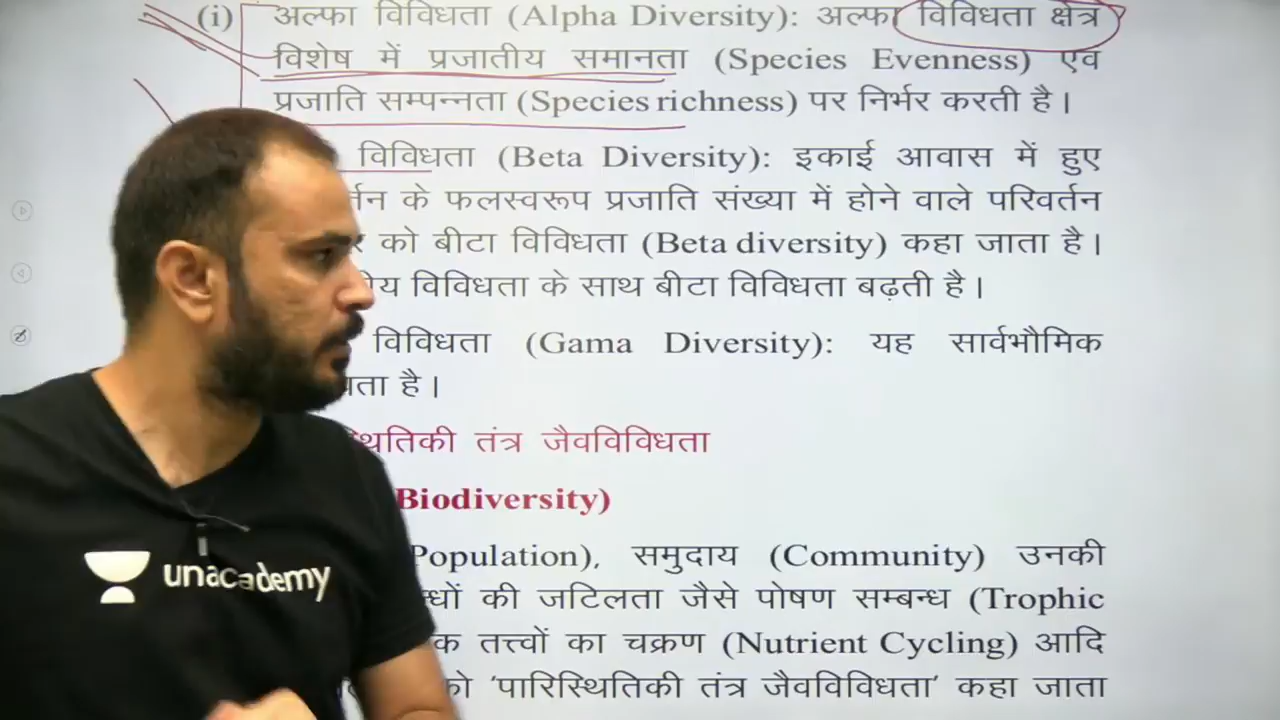 (i) अल्फा विविधता (Alpha Diversity): अल्फा विविधता क्षेत्र
विशेष में प्रजातीय समानता (Species Evenness) एवं
प्रजाति सम्पन्नता (Species richness) पर निर्भर करती है।
विविधता (Beta Diversity): इकाई आवास में हुए
के फलस्वरूप प्रजाति संख्या में होने वाले परिवर्तन
को बीटा विविधता (Beta diversity) कहा जाता है।
विविधता के साथ बीटा विविधता बढ़ती है।
विविधता (Gama Diversity): यह सार्वभौमिक
है।
तंत्र जैवविविधता
Biodiversity)
Population), समुदाय (Community) उनकी
की जटिलता जैसे पोषण सम्बन्ध (Trophic
तत्त्वों का चक्रण (Nutrient Cycling) आदि
को 'पारिस्थितिकी तंत्र जैवविविधता' कहा जाता
unacademy